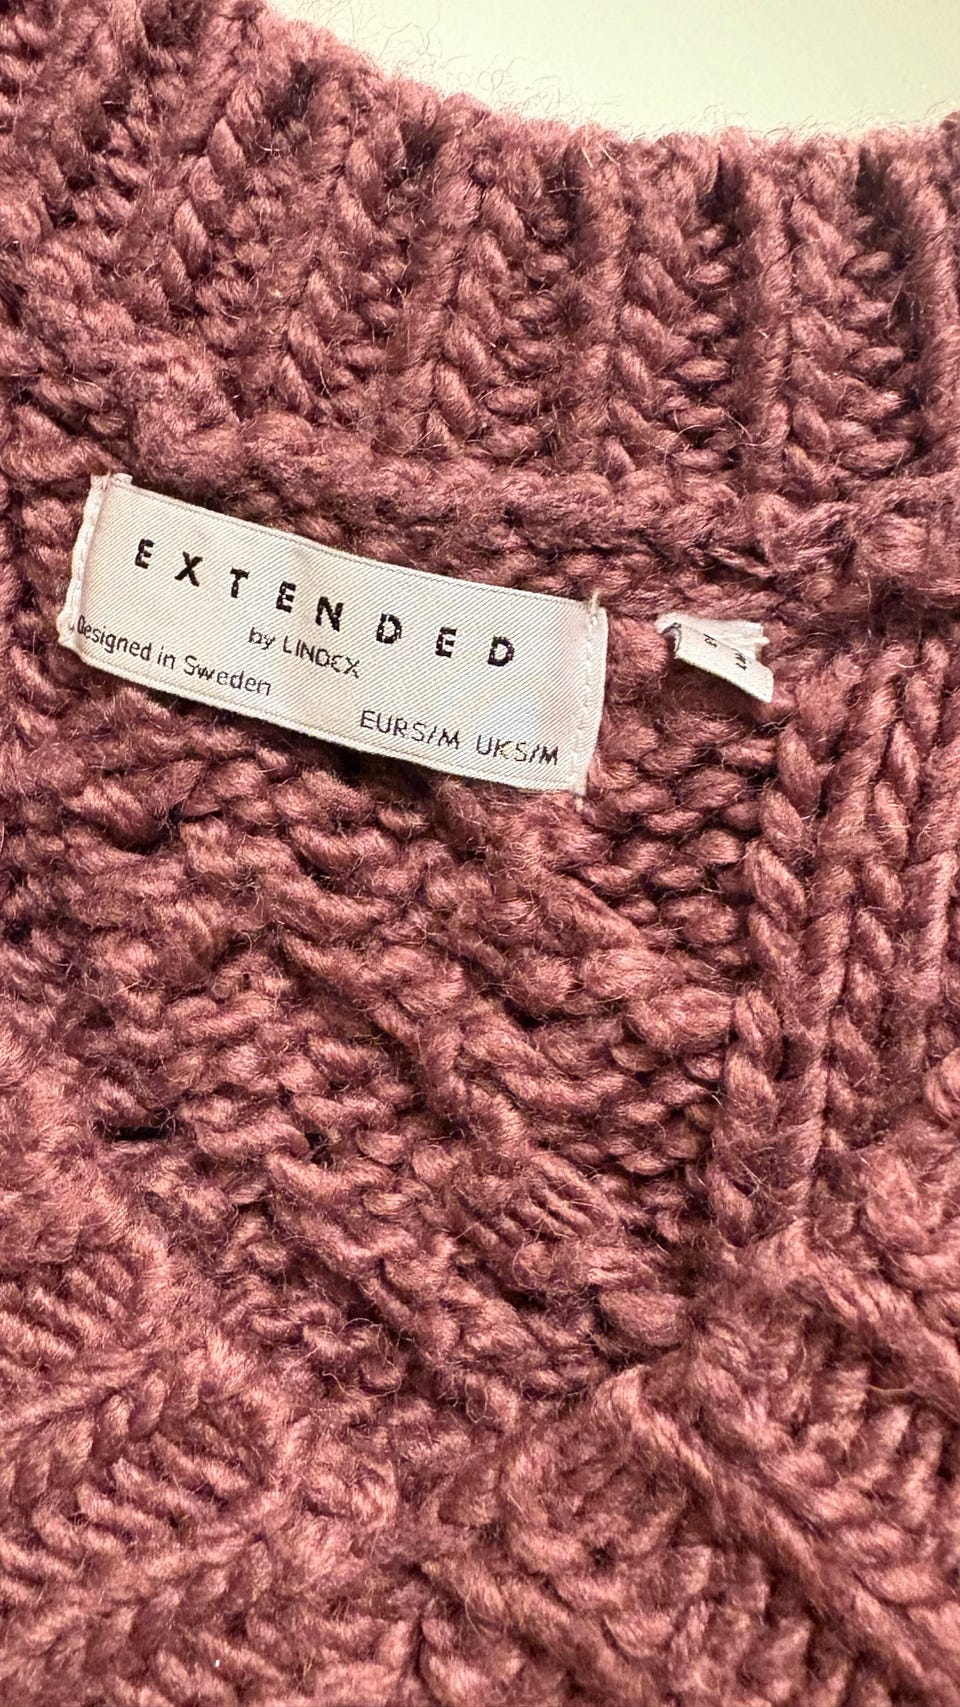 EXTENDED
by LINDEX
Designed in Sweden
EUR S/M UK S/M